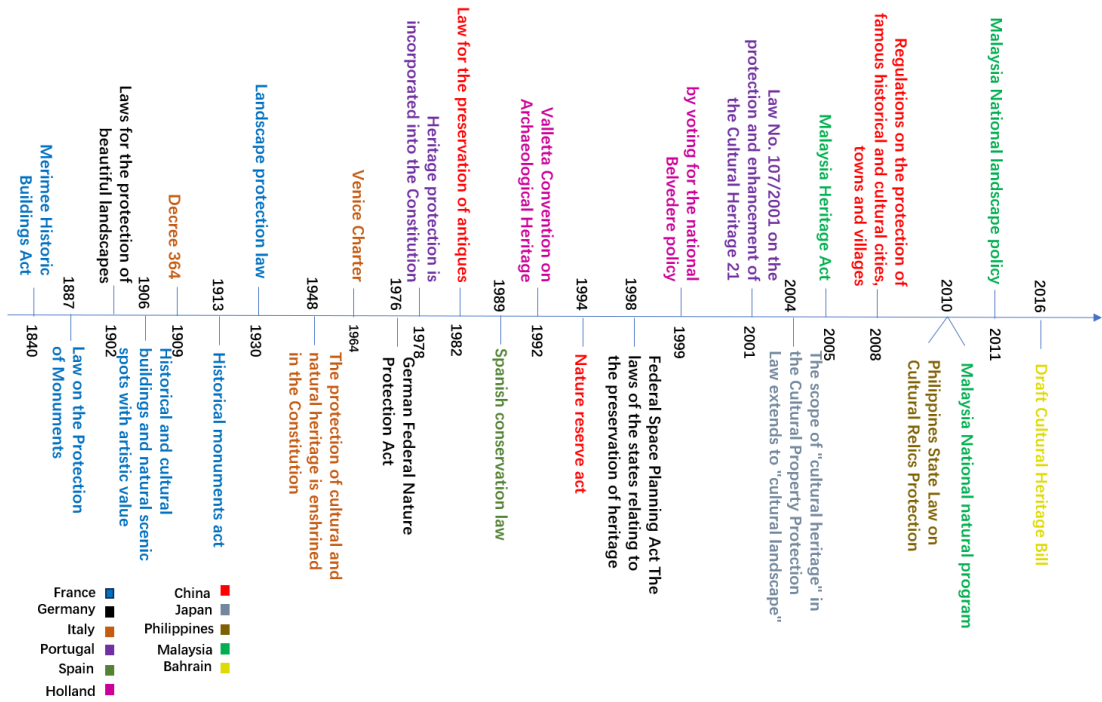 Merimee Historic
Buildings Act
1840
1887
Law on the Protection
of Monuments
Laws for the protection of
beautiful landscapes
1902
1906
Historical and cultural
buildings and natural scenic
spots with artistic value
Decree 364
1909
1913
Historical monuments act
Landscape protection law
1930
1948
The protection of cultural and
natural heritage is enshrined
in the Constitution
Venice Charter
1964
1976
German Federal Nature
Protection Act
Heritage protection is
incorporated into the Constitution
1978
Law for the preservation of antiques
1982
1989
Spanish conservation law
Valletta Convention on
Archaeological Heritage
1992
1994
Nature reserve act
1998
Federal Space Planning Act The
laws of the states relating to
the preservation of heritage
by voting for the national
Belvedere policy
1999
Law No. 107/2001 on the
protection and enhancement of
the Cultural Heritage 21
2001
2004
The scope of "cultural heritage" in
the Cultural Property Protection
Law extends to "cultural landscape"
Malaysia Heritage Act
2005
Regulations on the protection of
famous historical and cultural cities,
towns and villages
2008
2010
Philippines State Law on
Cultural Relics Protection
Malaysia National natural program
Malaysia National landscape policy
2011
2016
Draft Cultural Heritage Bill
France
Germany
Italy
Portugal
Spain
Holland
China
Japan
Philippines
Malaysia
Bahrain